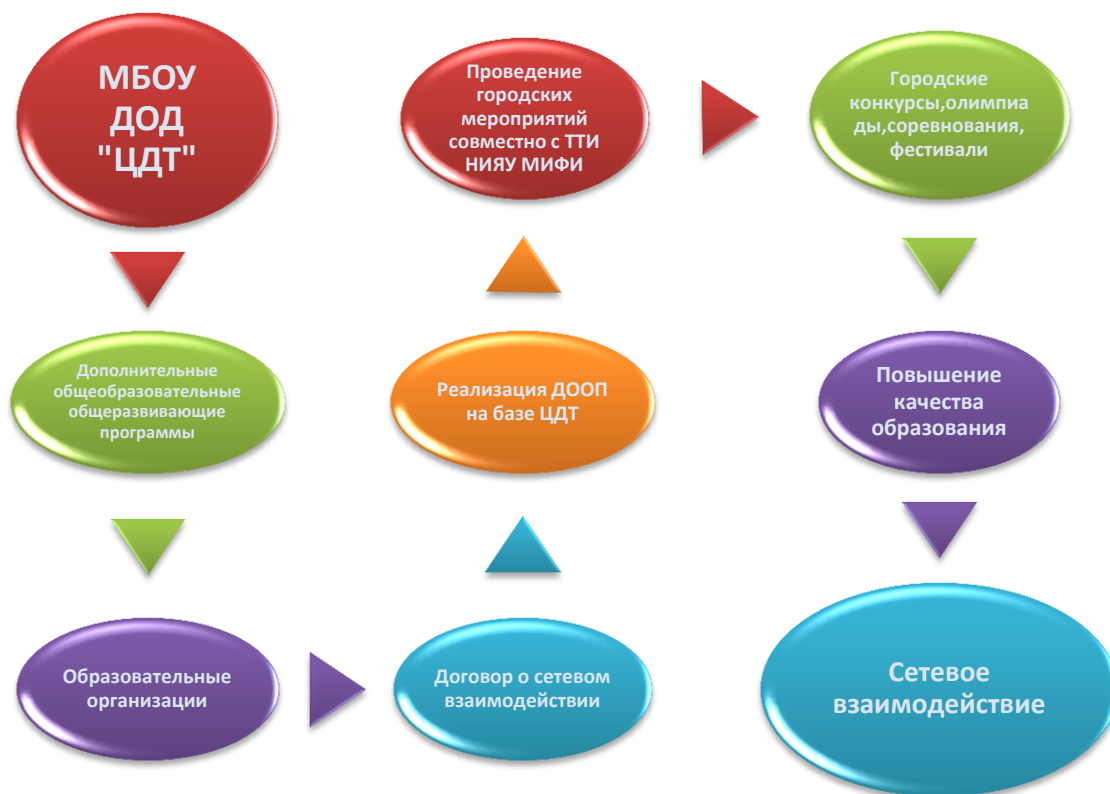 МБОУ
ДОД
"ЦДТ"
Дополнительные
общеобразовательные
общеразвивающие
программы
Образовательные
организации
Договор о сетевом
взаимодействии
Реализация ДООП
на базе ЦДТ
Проведение
городских
мероприятий
совместно с ТТИ
НИЯУ МИФИ
Городские
конкурсы,олимпиа
ды,соревнования,
фестивали
Повышение
качества
образования
Сетевое
взаимодействие